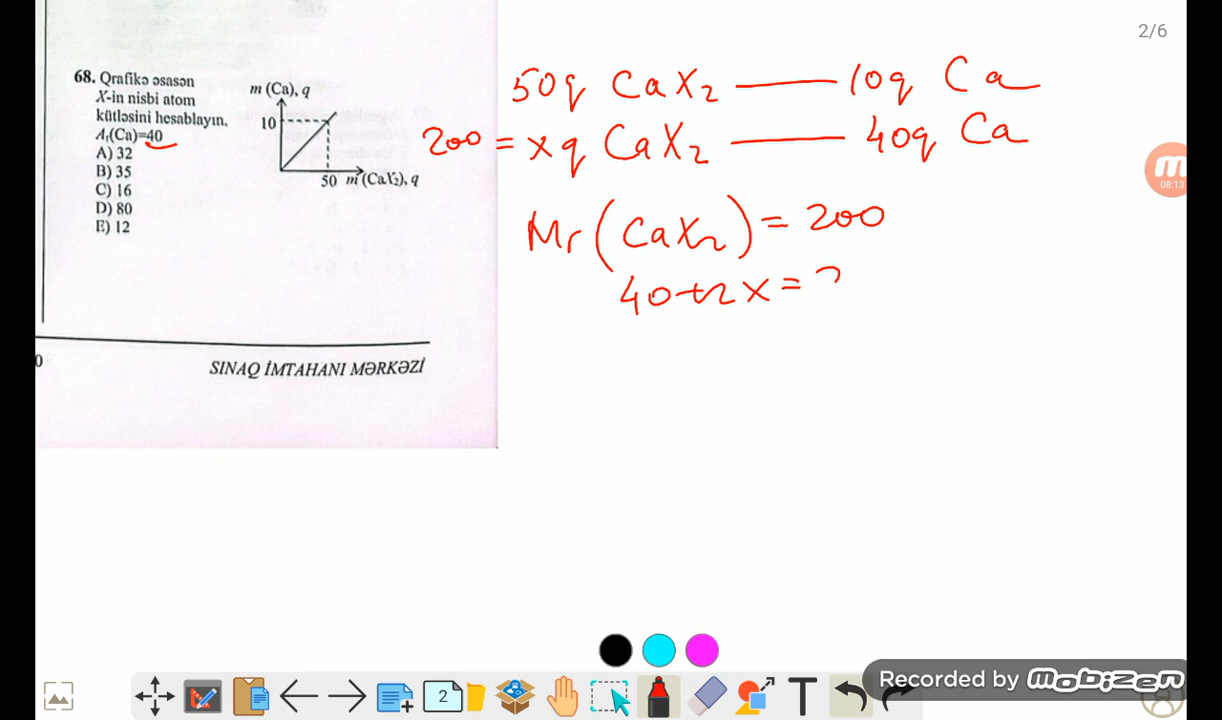 2/6
68. Qrafikə əsasən
X-in nisbi atom
kütləsini hesablayın.
Aᵣ(Ca)=40
A) 32
B) 35
C) 16
D) 80
E) 12
m (Ca), q
10
50 m (CaX₂), q
SINAQ İMTAHANI MƏRKƏZİ
50q CaX₂ — 10q Ca
200 = xq CaX₂ — 40q Ca
Mr (CaX₂) = 200
40+2x = 2
08:13
2
T
Recorded by mobizen